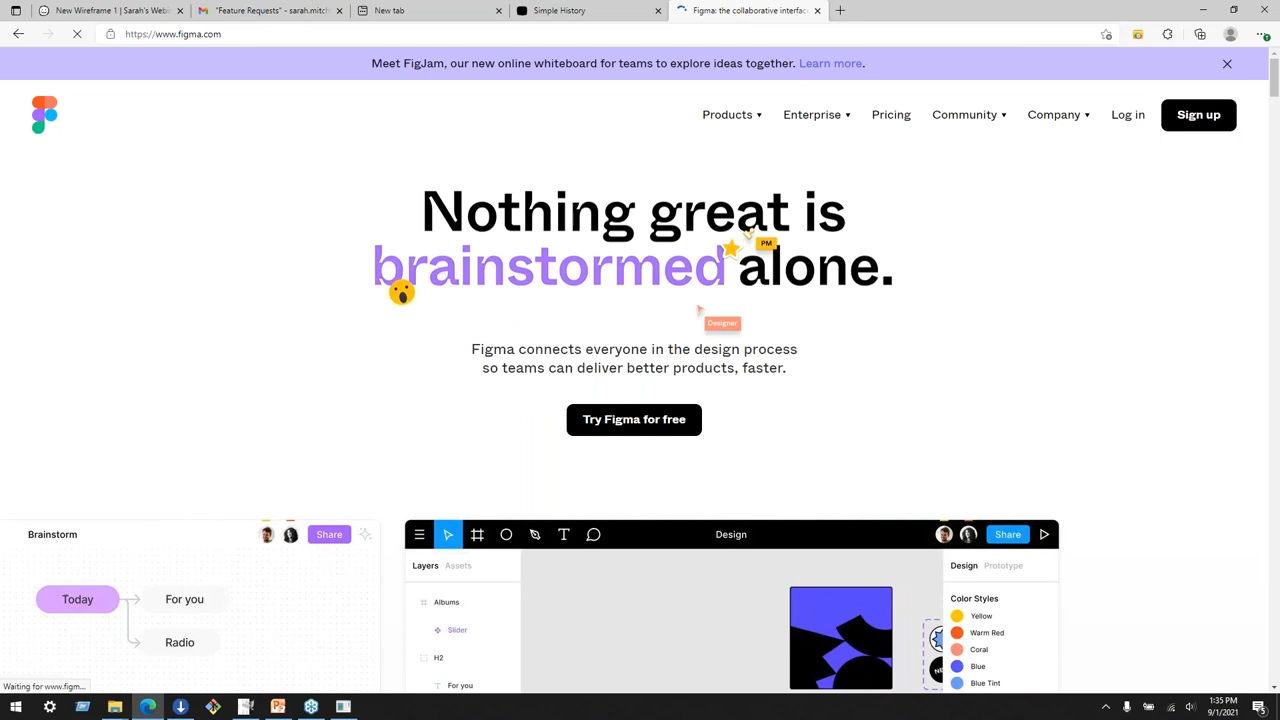 New Wireframe 1 | Sarah's Webs
"Feature Requests" - sarah.mitch
New tab
Simple History
Figma: the collaborative interfac
https://www.figma.com
Meet FigJam, our new online whiteboard for teams to explore ideas together. Learn more.
Products
Enterprise
Pricing
Community
Company
Log in
Sign up
Nothing great is
brainstormed alone.
PM
Designer
Figma connects everyone in the design process
so teams can deliver better products, faster.
Try Figma for free
Brainstorm
Share
Today
For you
Radio
Design
Share
Layers
Assets
Albums
Slider
H2
For you
Design
Prototype
Color Styles
Yellow
Warm Red
Coral
Blue
Blue Tint
Waiting for www.figm...
1:35 PM
9/1/2021